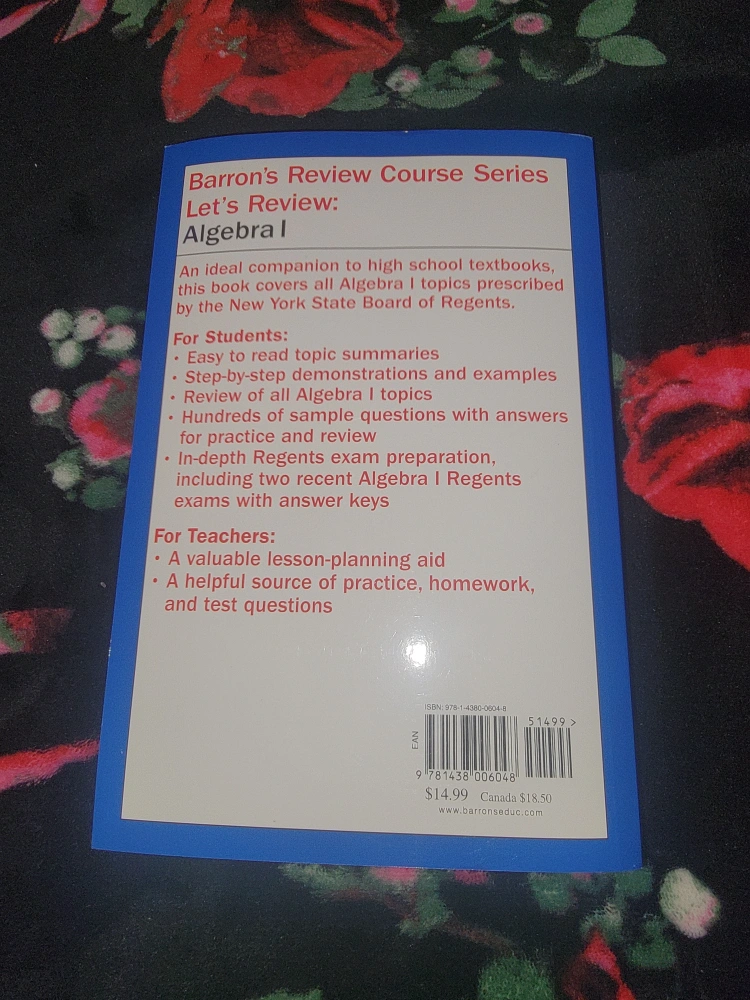 Barron's Review Course Series
Let's Review:
Algebra I
An ideal companion to high school textbooks,
this book covers all Algebra I topics prescribed
by the New York State Board of Regents.
For Students:
• Easy to read topic summaries
• Step-by-step demonstrations and examples
• Review of all Algebra I topics
• Hundreds of sample questions with answers
for practice and review
• In-depth Regents exam preparation,
including two recent Algebra I Regents
exams with answer keys
For Teachers:
• A valuable lesson-planning aid
• A helpful source of practice, homework,
and test questions
ISBN: 978-1-4380-0604-8
51499 >
EAN
9 781438 006048
$14.99 Canada $18.50
www.barronseduc.com